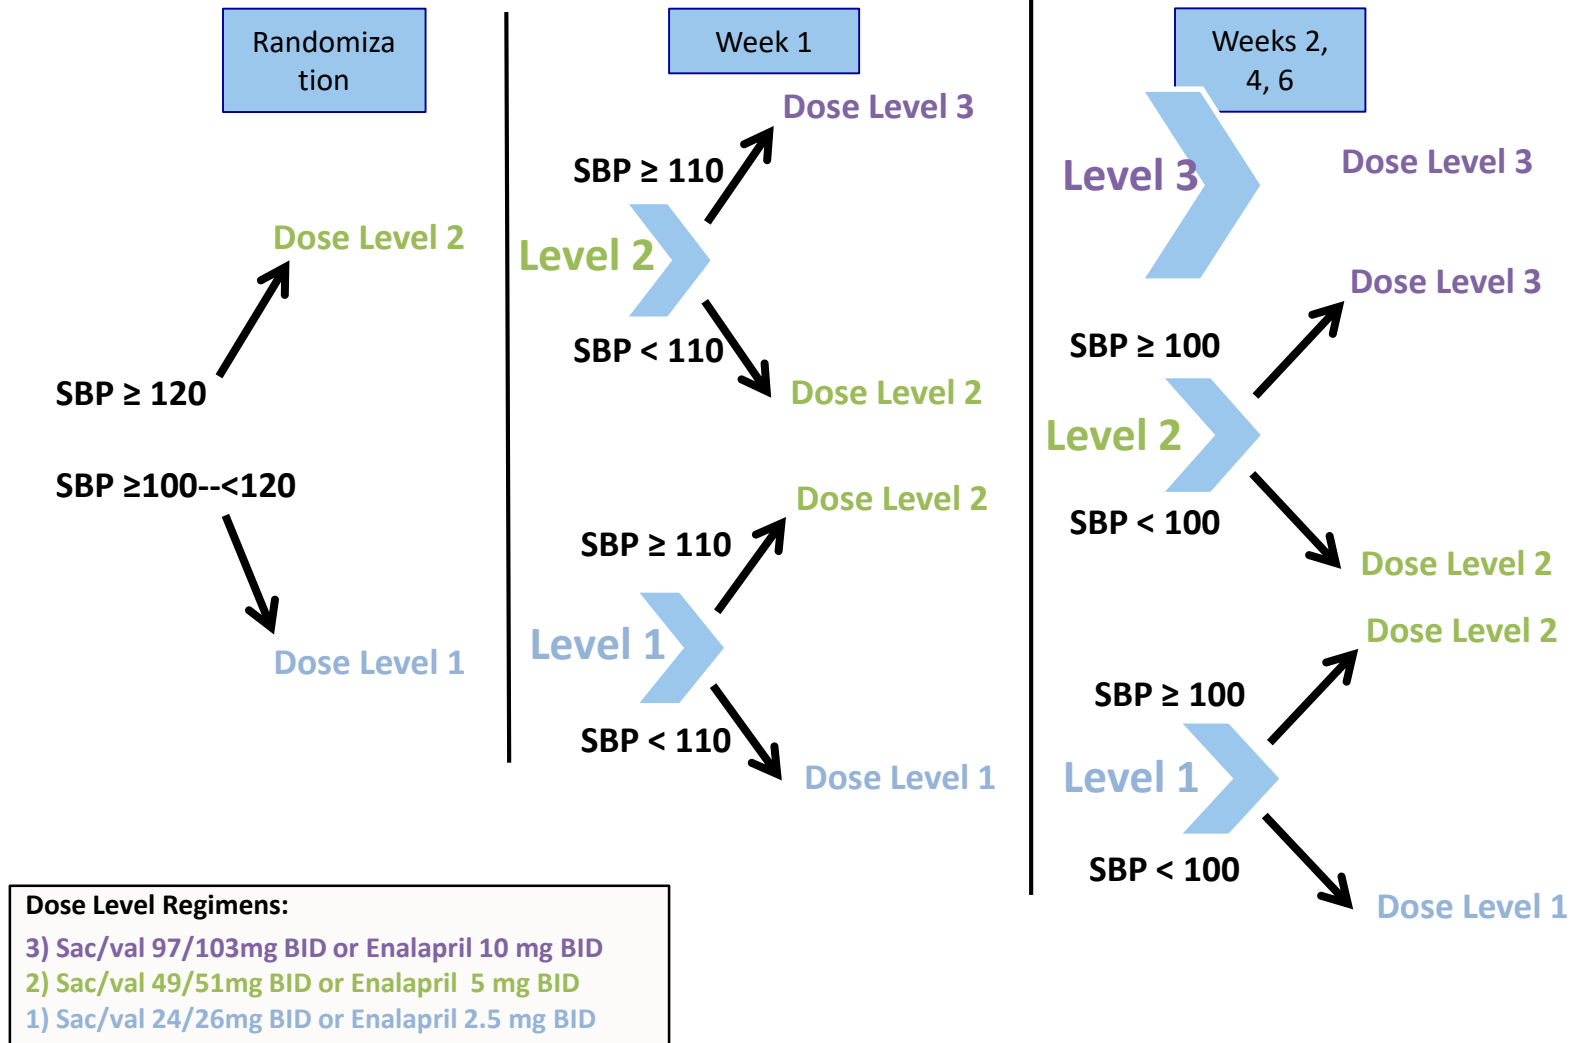 Randomiza
tion
Dose Level 2
SBP ≥ 120
SBP ≥100--<120
Dose Level 1
Week 1
Dose Level 3
SBP ≥ 110
Level 2
SBP < 110
Dose Level 2
Dose Level 2
SBP ≥ 110
Level 1
SBP < 110
Dose Level 1
Weeks 2,
4, 6
Level 3
Dose Level 3
Dose Level 3
SBP ≥ 100
Level 2
SBP < 100
Dose Level 2
Dose Level 2
SBP ≥ 100
Level 1
SBP < 100
Dose Level 1
Dose Level Regimens:
3) Sac/val 97/103mg BID or Enalapril 10 mg BID
2) Sac/val 49/51mg BID or Enalapril 5 mg BID
1) Sac/val 24/26mg BID or Enalapril 2.5 mg BID